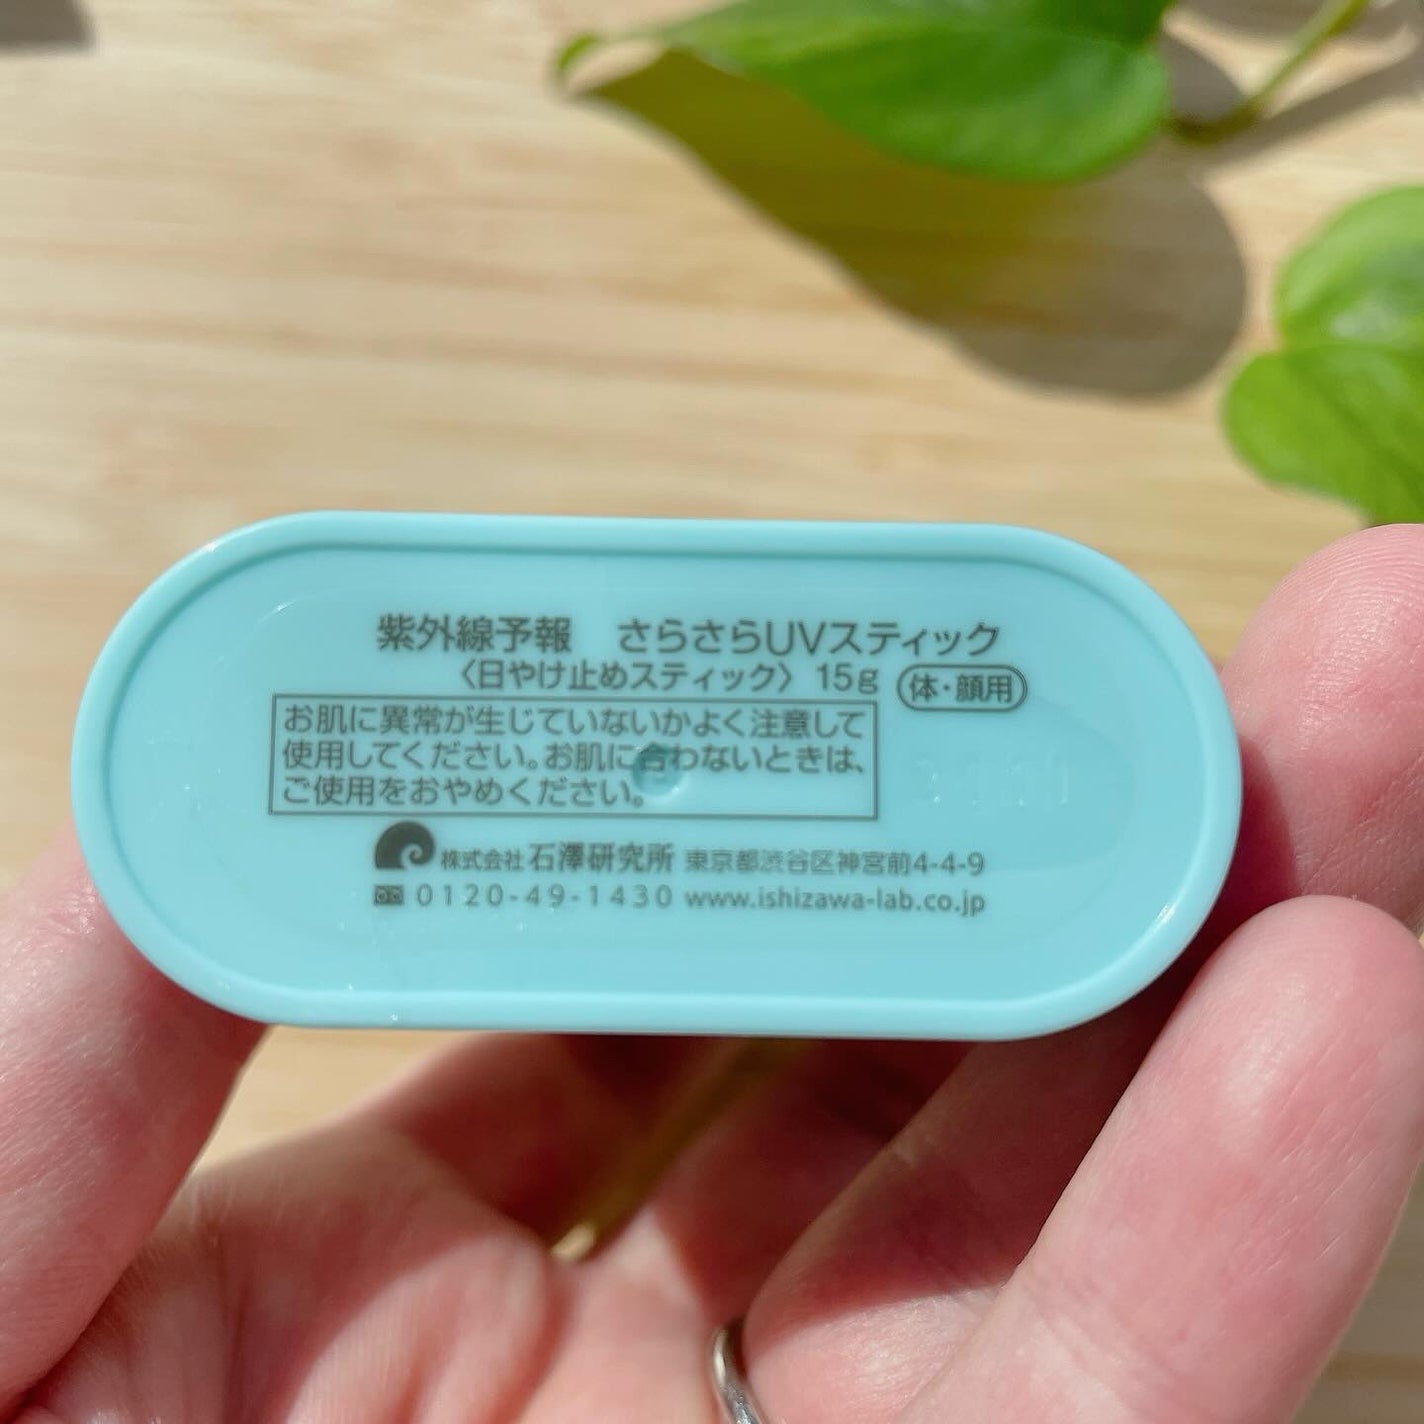 紫外線予報 さらさらUVスティック
〈日やけ止めスティック〉 15g 体・顔用
お肌に異常が生じていないかよく注意して
使用してください。お肌に合わないときは、
ご使用をおやめください。
株式会社 石澤研究所 東京都渋谷区神宮前4-4-9
0120-49-1430 www.ishizawa-lab.co.jp